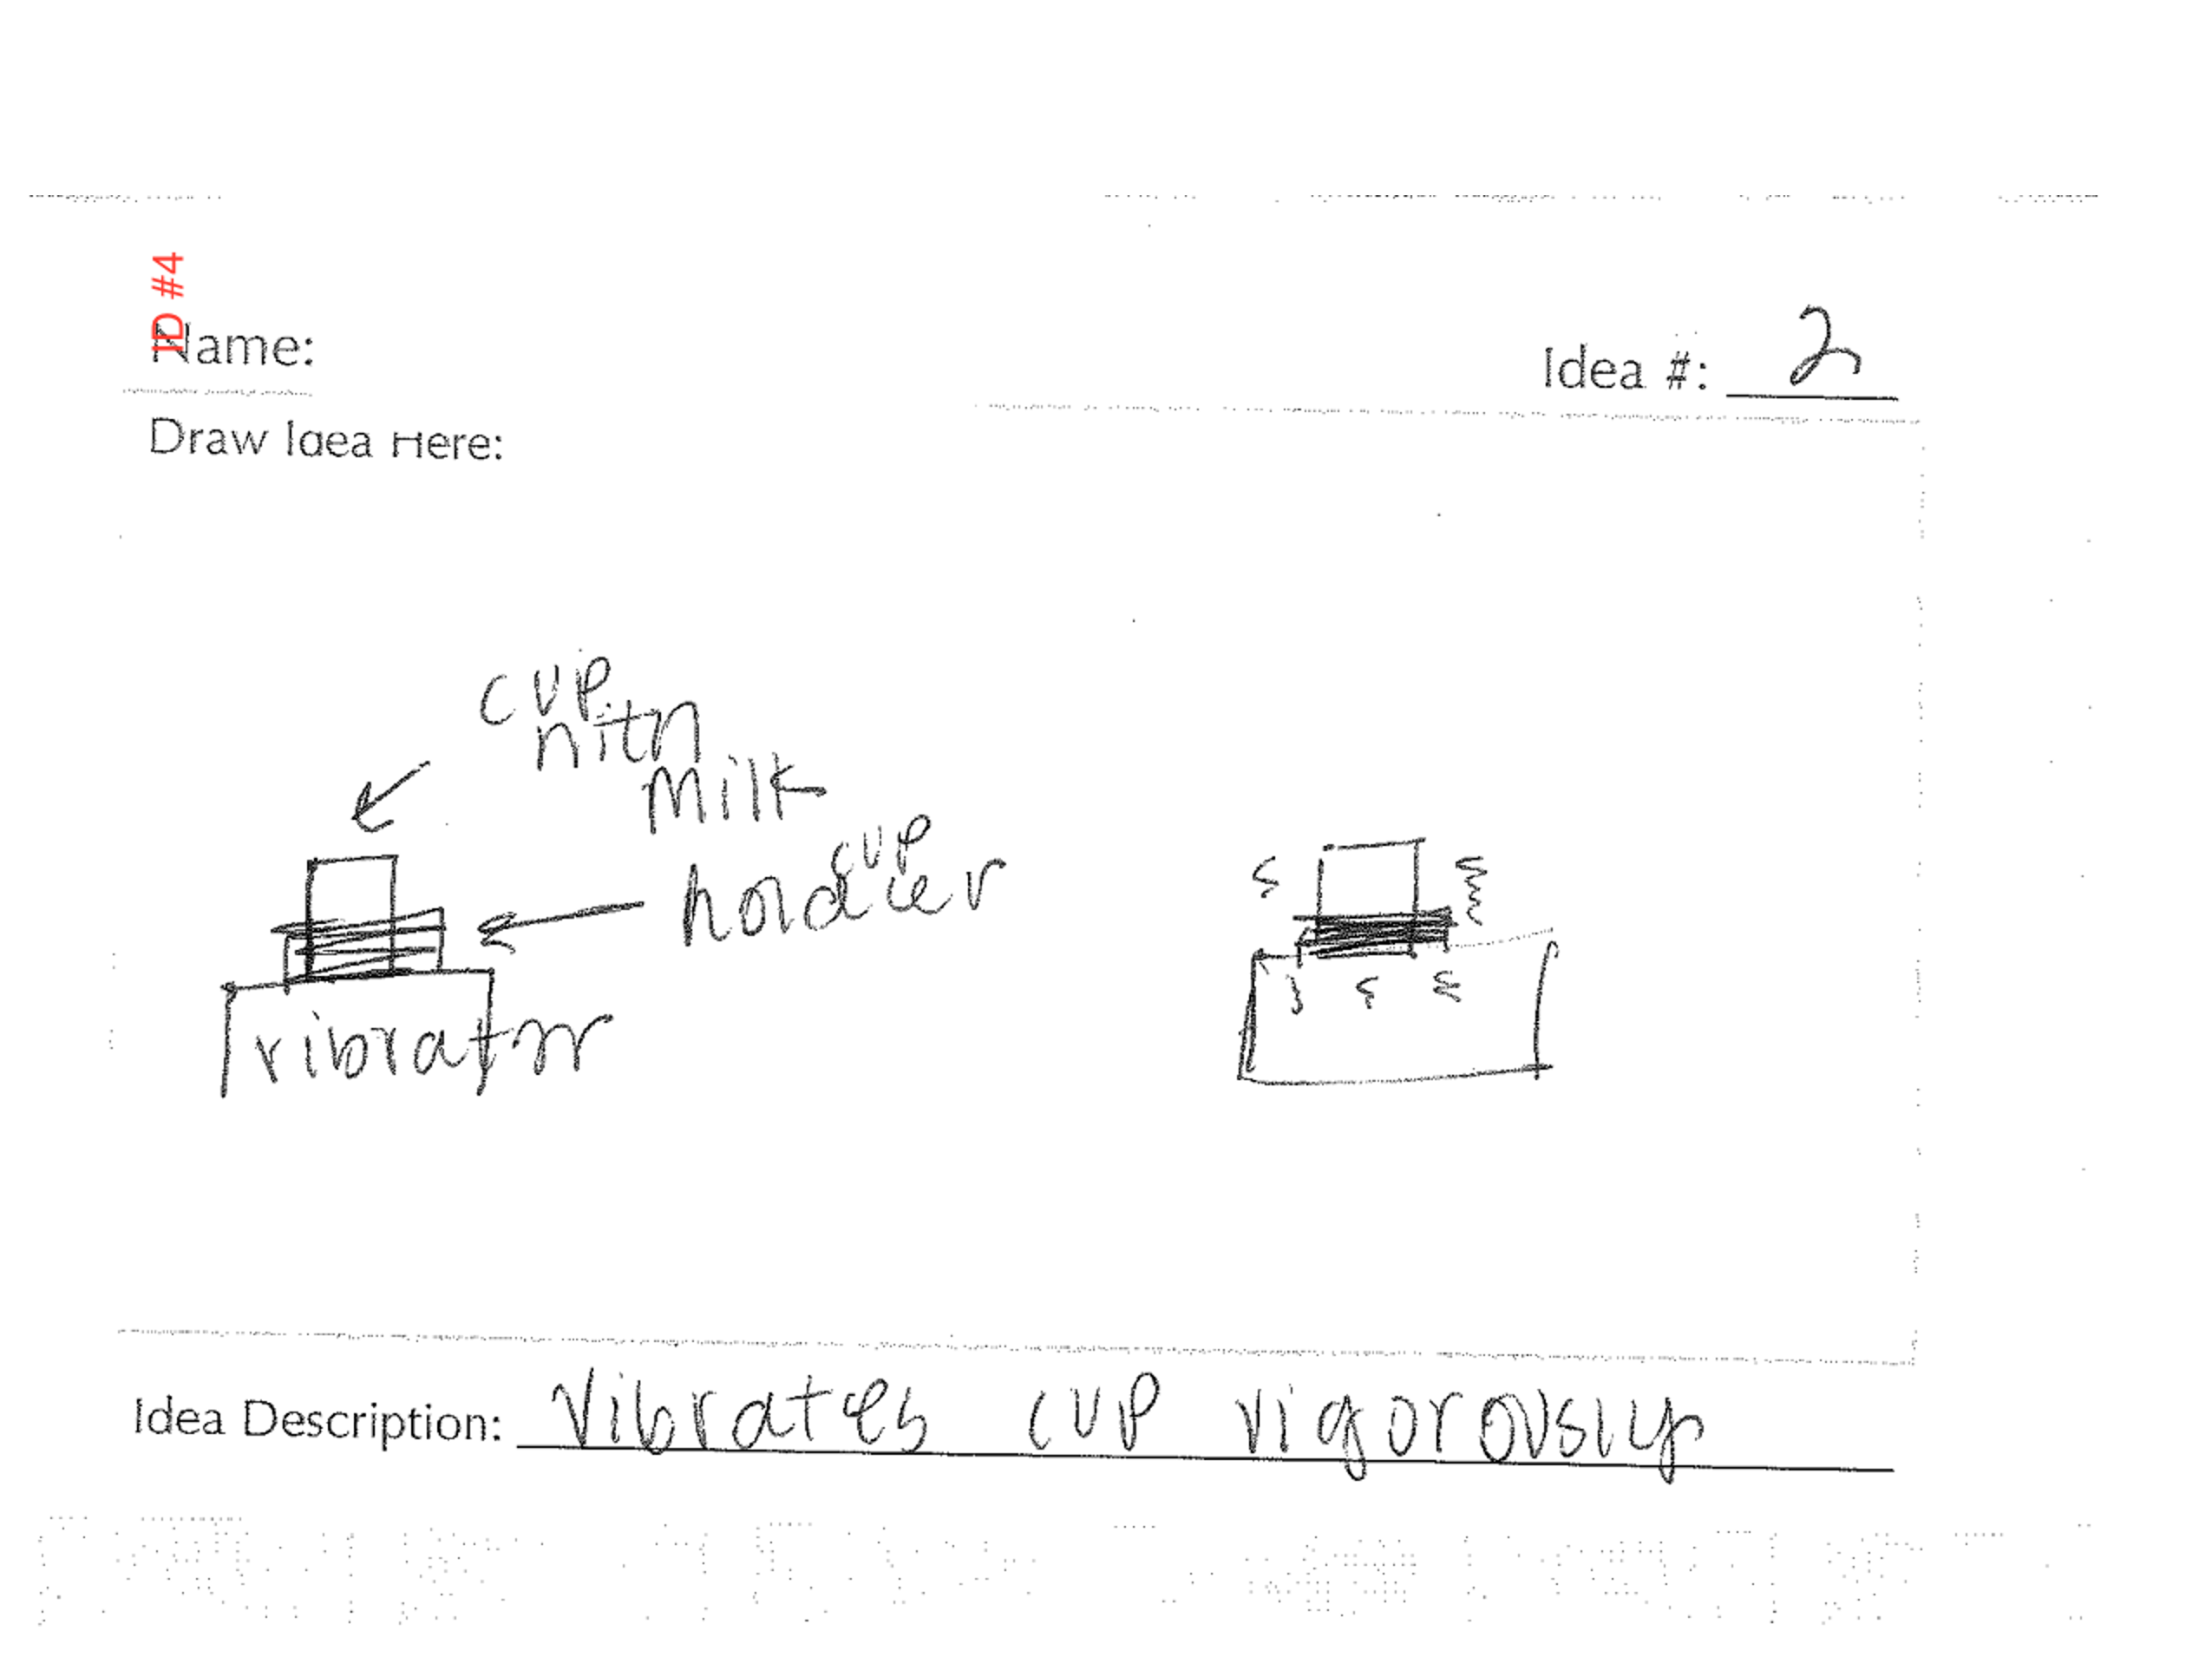 ID #4
Name:
Idea #: 2
Draw Idea Here:
cup
with
milk
cup
holder
vibrator
Idea Description: Vibrates cup vigorously